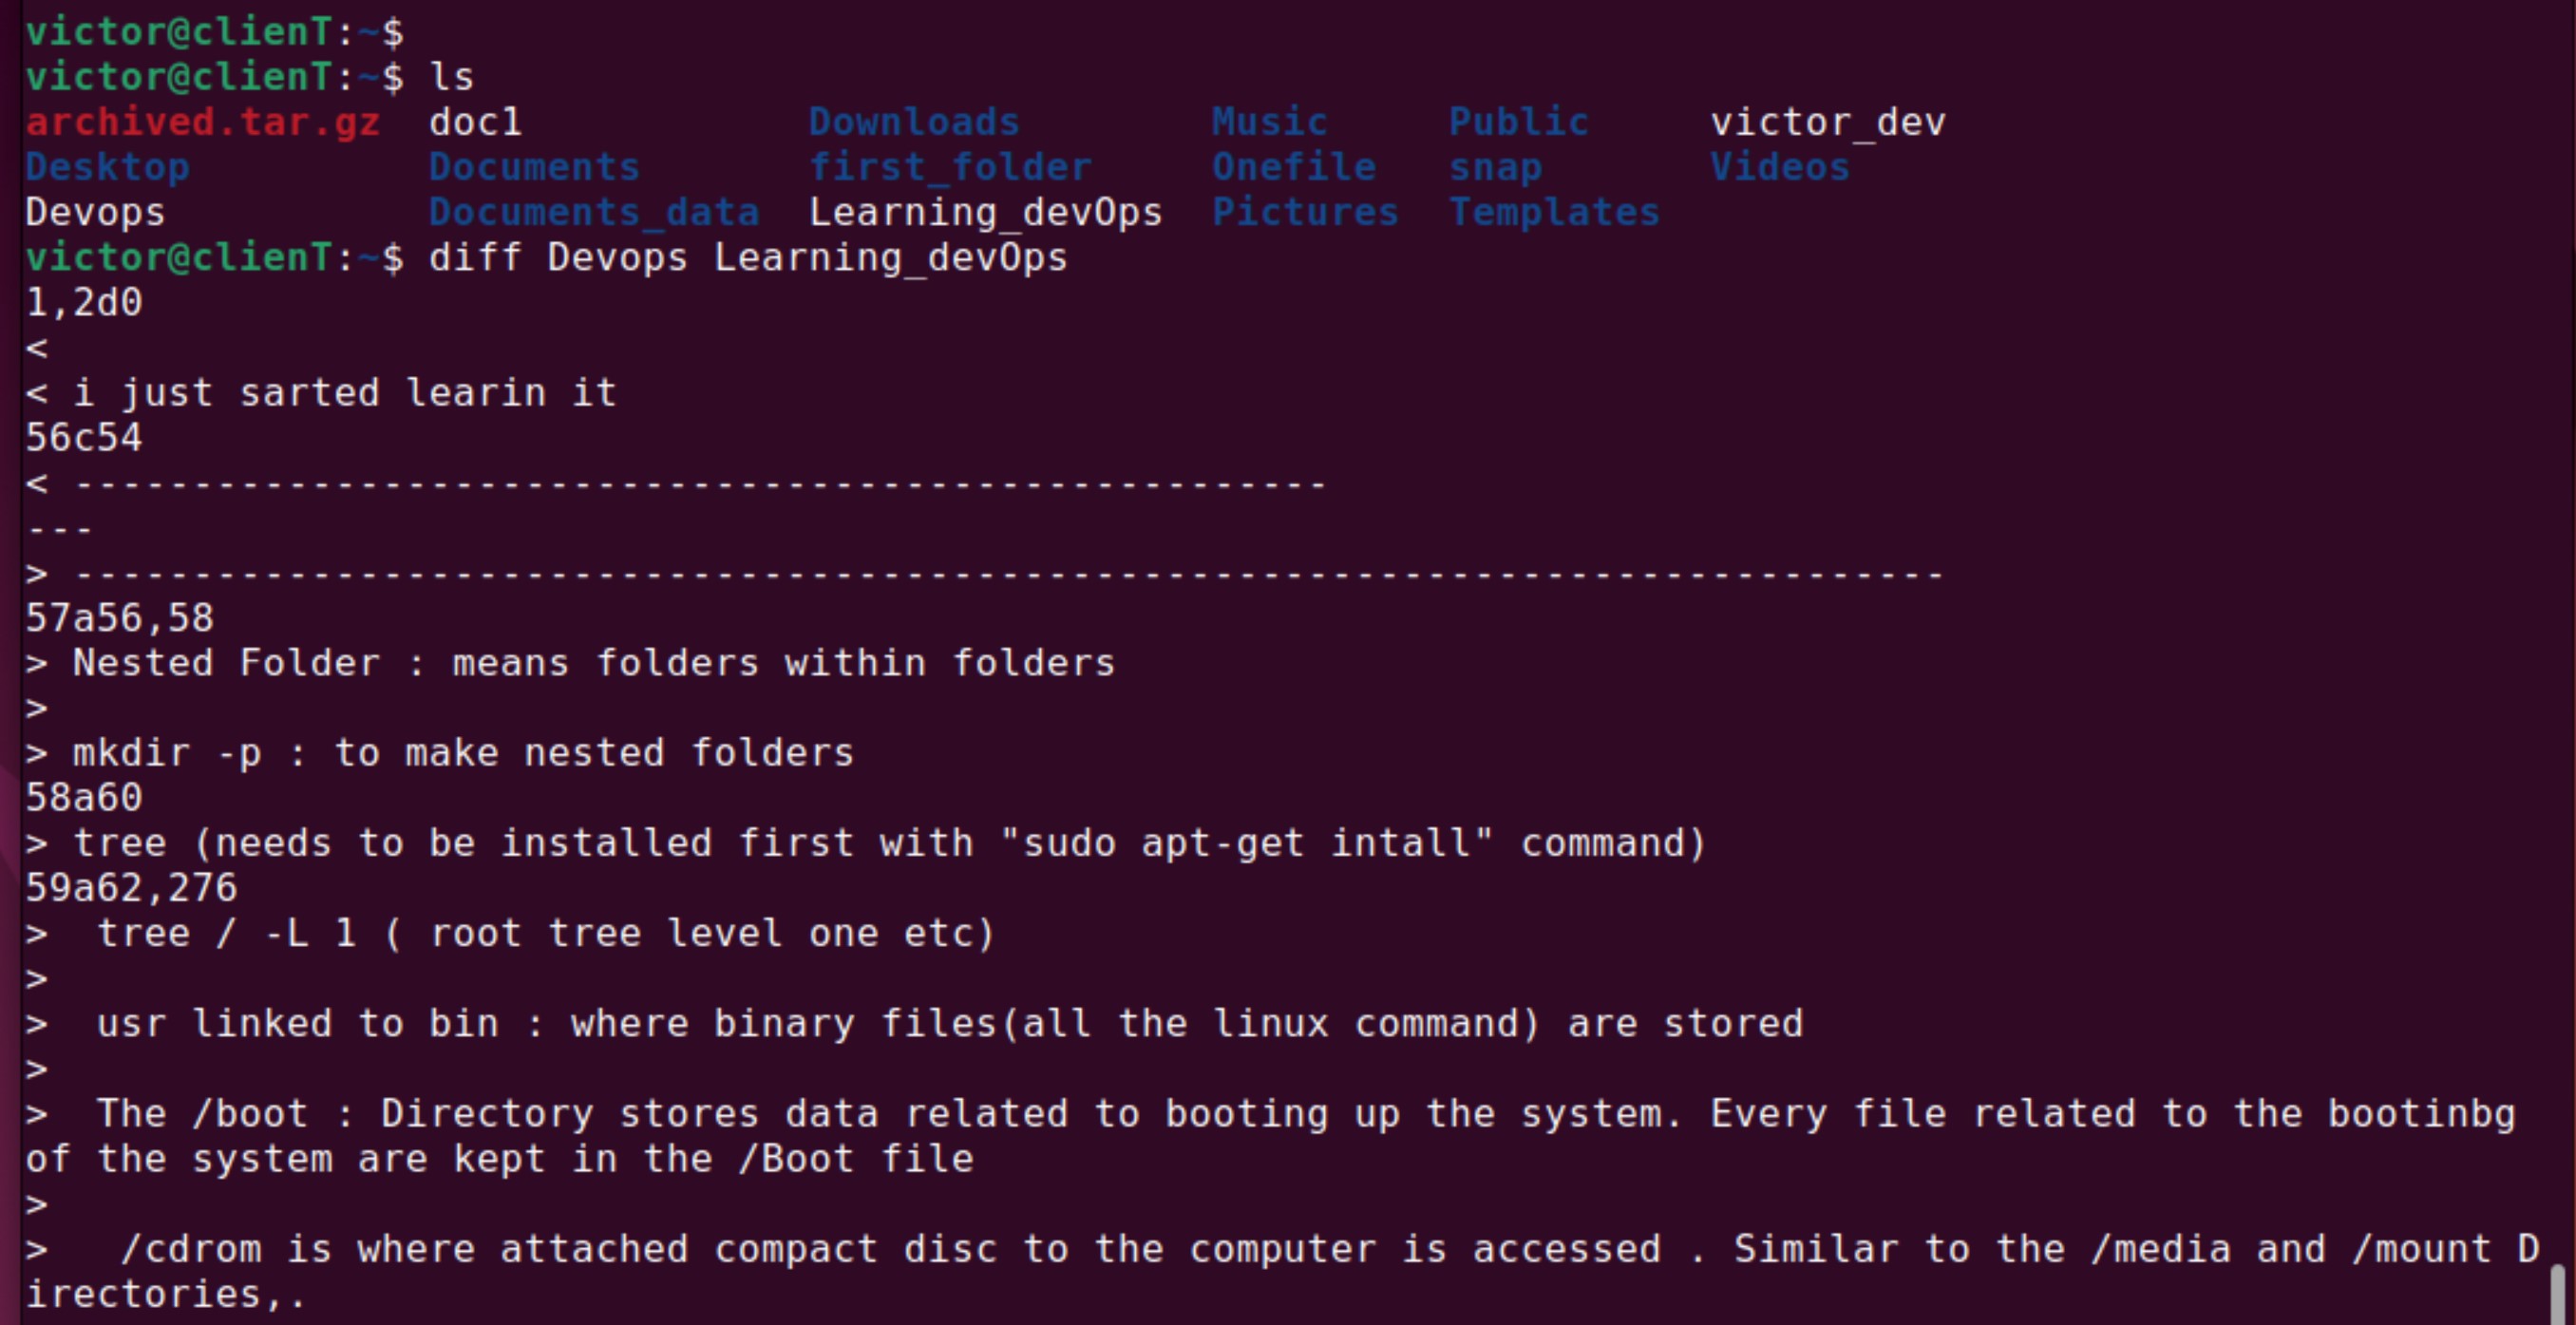 victor@clienT:~$
victor@clienT:~$ ls
archived.tar.gz  doc1            Downloads        Music     Public     victor_dev
Desktop          Documents       first_folder     Onefile   snap       Videos
Devops           Documents_data  Learning_devOps  Pictures  Templates
victor@clienT:~$ diff Devops Learning_devOps
1,2d0
<
< i just sarted learin it
56c54
< -----------------------------------------------------
---
> -------------------------------------------------------------------------------
57a56,58
> Nested Folder : means folders within folders
>
> mkdir -p : to make nested folders
58a60
> tree (needs to be installed first with "sudo apt-get intall" command)
59a62,276
>  tree / -L 1 ( root tree level one etc)
>
>  usr linked to bin : where binary files(all the linux command) are stored
>
>  The /boot : Directory stores data related to booting up the system. Every file related to the bootinbg
of the system are kept in the /Boot file
>
>   /cdrom is where attached compact disc to the computer is accessed . Similar to the /media and /mount D
irectories,.